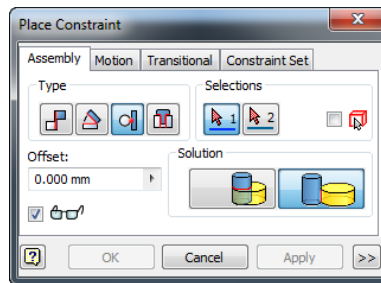 Place Constraint
Assembly Motion Transitional Constraint Set
Type Selections
1 2
Offset: Solution
0.000 mm
? OK Cancel Apply >>